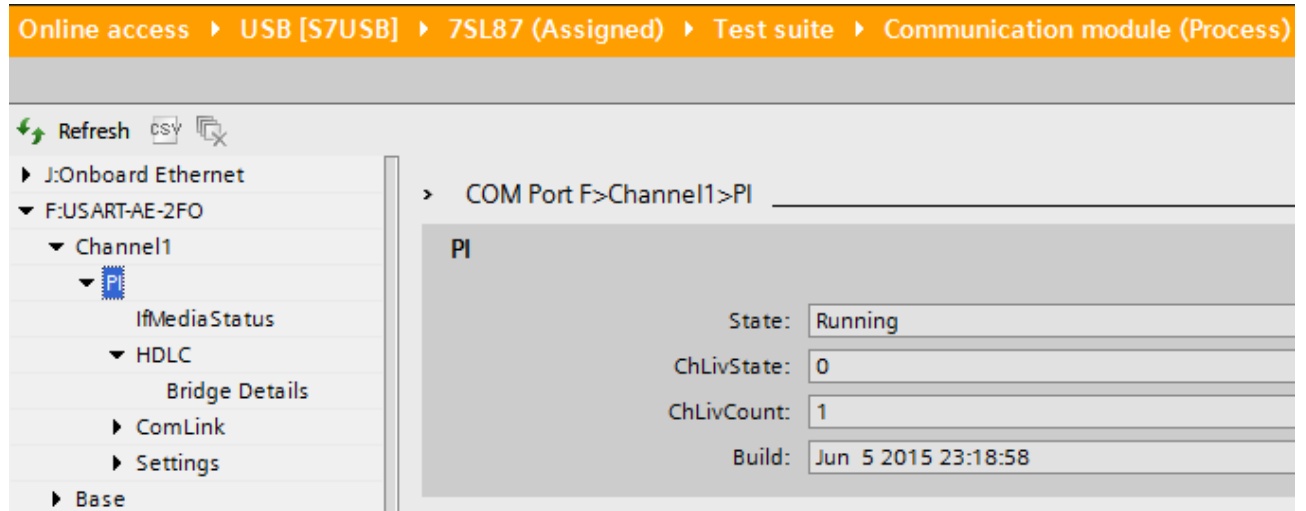 Online access ▸ USB [S7USB] ▸ 7SL87 (Assigned) ▸ Test suite ▸ Communication module (Process)
Refresh CSV
J:Onboard Ethernet
F:USART-AE-2FO
Channel1
PI
IfMediaStatus
HDLC
Bridge Details
ComLink
Settings
Base
> COM Port F>Channel1>PI
PI
State: Running
ChLivState: 0
ChLivCount: 1
Build: Jun 5 2015 23:18:58